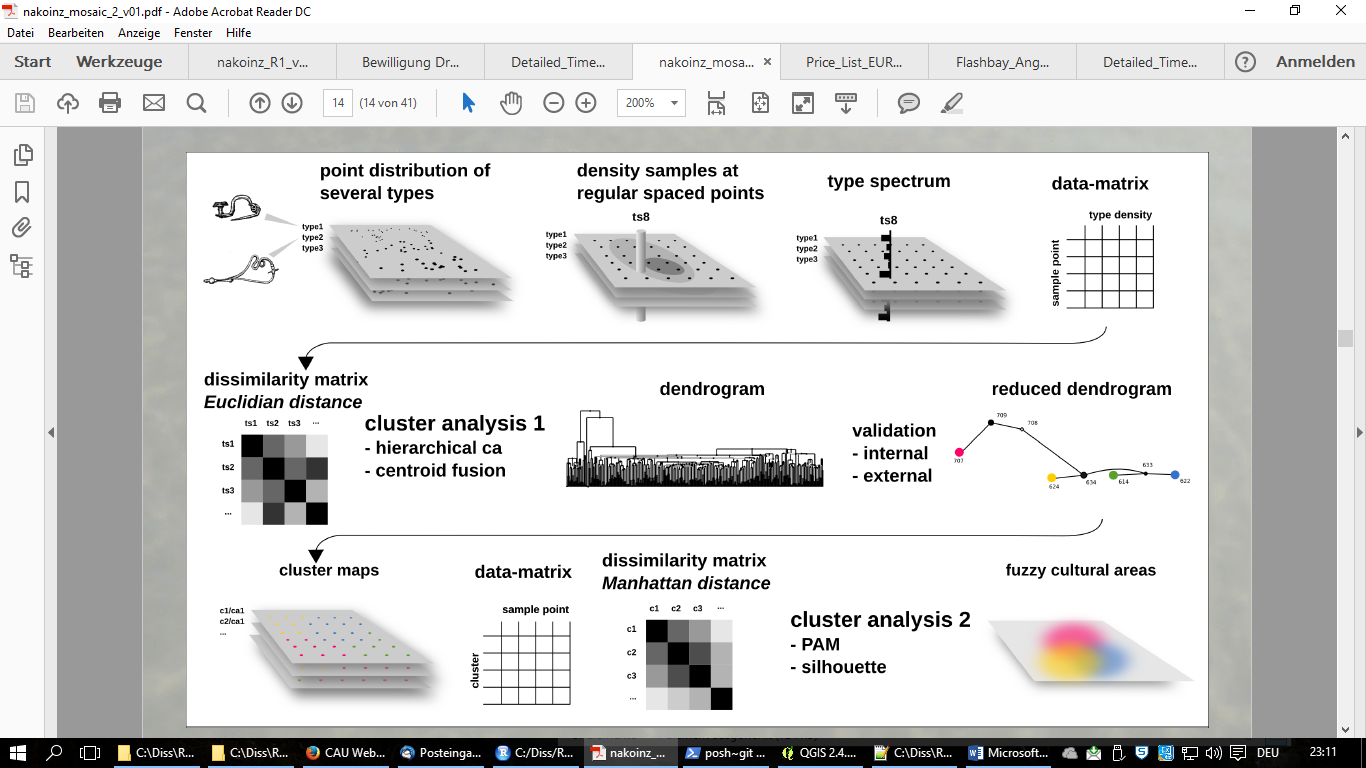 nakoinz_mosaic_2_v01.pdf - Adobe Acrobat Reader DC
Datei Bearbeiten Anzeige Fenster Hilfe
Start Werkzeuge nakoinz_R1_v... Bewilligung Dr... Detailed_Time... nakoinz_mosa... Price_List_EUR... Flashbay_Ang... Detailed_Time... Anmelden
14 (14 von 41) 200%
point distribution of
several types
type1
type2
type3
density samples at
regular spaced points
ts8
type1
type2
type3
type spectrum
ts8
type1
type2
type3
data-matrix
type density
sample point
dissimilarity matrix
Euclidian distance
ts1 ts2 ts3 ...
ts1
ts2
ts3
...
cluster analysis 1
- hierarchical ca
- centroid fusion
dendrogram
validation
- internal
- external
reduced dendrogram
709
708
707
633
624
634
614
622
cluster maps
c1/ca1
c2/ca1
...
data-matrix
sample point
cluster
dissimilarity matrix
Manhattan distance
c1 c2 c3 ...
c1
c2
c3
...
cluster analysis 2
- PAM
- silhouette
fuzzy cultural areas
C:\Diss\R... C:\Diss\R... CAU Web... Posteinga... C:/Diss/R... nakoinz_... posh~git ... QGIS 2.4.... C:\Diss\R... Microsoft... DEU 23:11